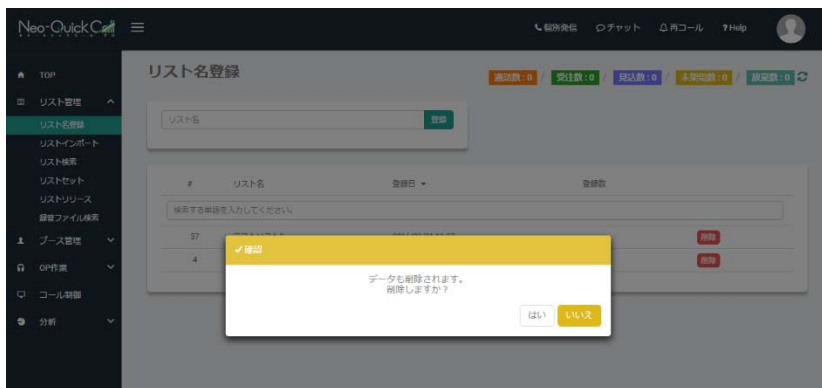 Neo-QuickCall
個別発信 チャット 再コール ?Help
TOP
リスト管理
リスト名登録
リストインポート
リスト検索
リストセット
リストリリース
録音ファイル検索
ブース管理
OP作業
コール制御
分析
リスト名登録
通話数:0 / 受注数:0 / 見込数:0 / 未架電数:0 / 放棄数:0
リスト名 登録
# リスト名 登録日 登録数
検索する単語を入力してください。
37 削除
4 削除
✓確認
データも削除されます。
削除しますか？
はい いいえ